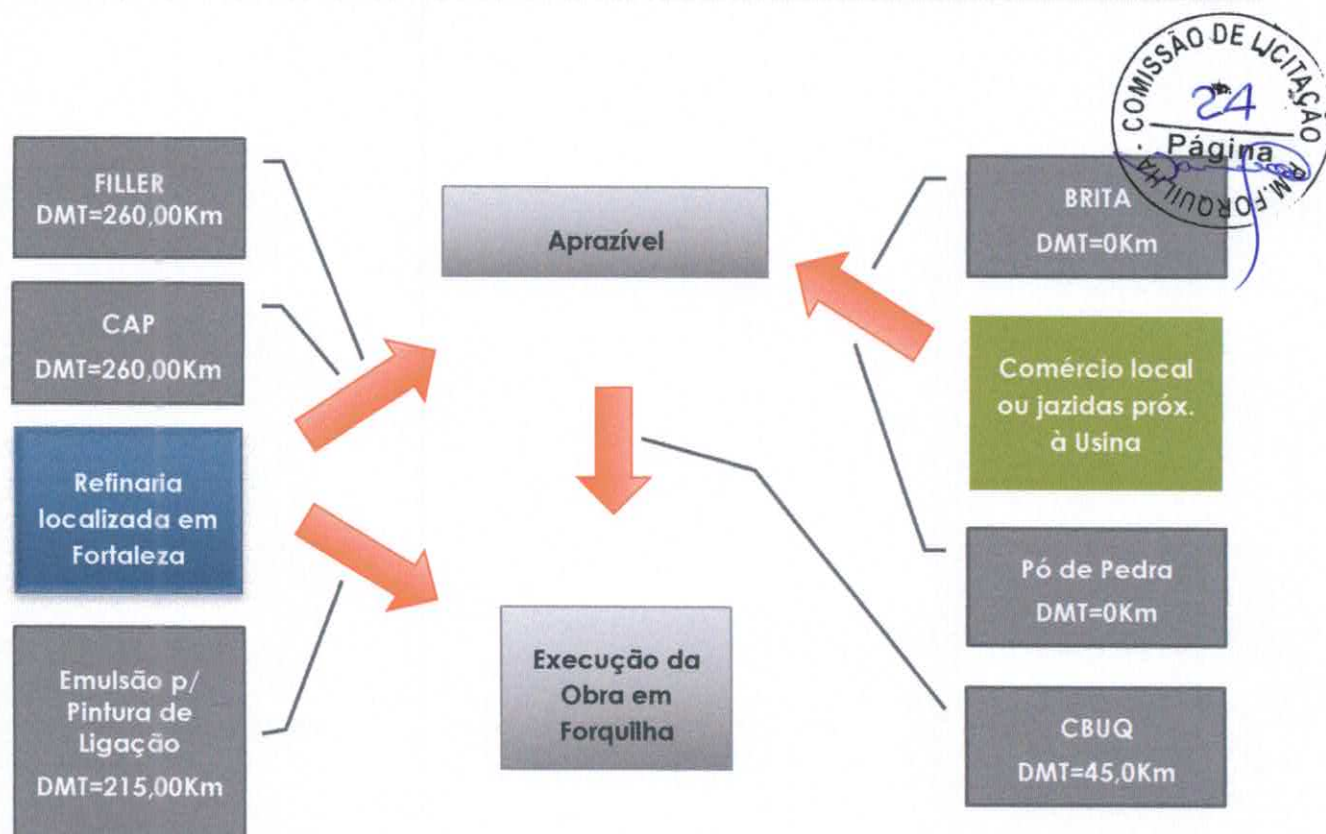 COMISSÃO DE LICITAÇÃO
24
Página
P.M.FORQUILHA
FILLER
DMT=260,00Km
CAP
DMT=260,00Km
Refinaria
localizada em
Fortaleza
Emulsão p/
Pintura de
Ligação
DMT=215,00Km
Aprazível
Execução da
Obra em
Forquilha
BRITA
DMT=0Km
Comércio local
ou jazidas próx.
à Usina
Pó de Pedra
DMT=0Km
CBUQ
DMT=45,0Km